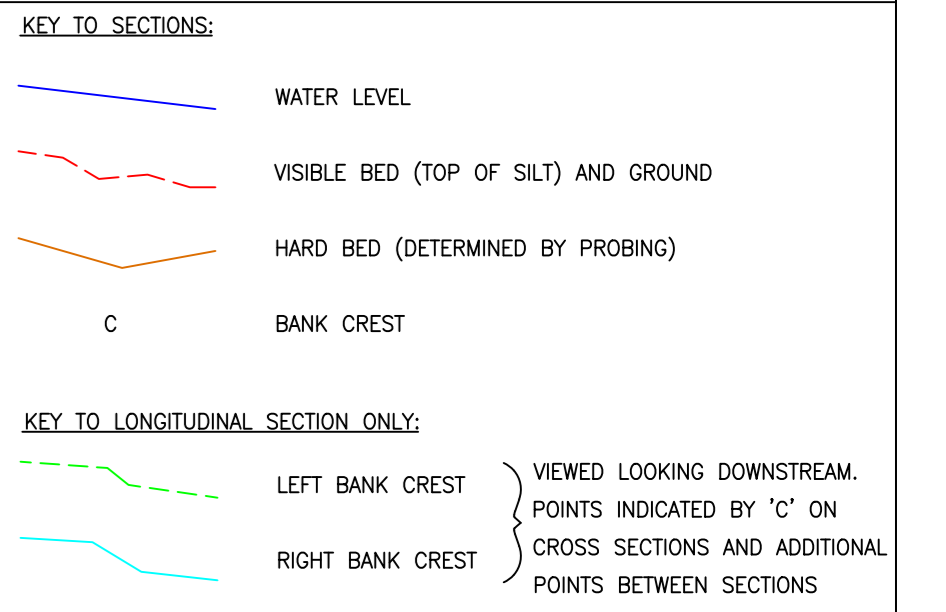 KEY TO SECTIONS:
WATER LEVEL
VISIBLE BED (TOP OF SILT) AND GROUND
HARD BED (DETERMINED BY PROBING)
C
BANK CREST
KEY TO LONGITUDINAL SECTION ONLY:
LEFT BANK CREST
RIGHT BANK CREST
VIEWED LOOKING DOWNSTREAM.
POINTS INDICATED BY 'C' ON
CROSS SECTIONS AND ADDITIONAL
POINTS BETWEEN SECTIONS